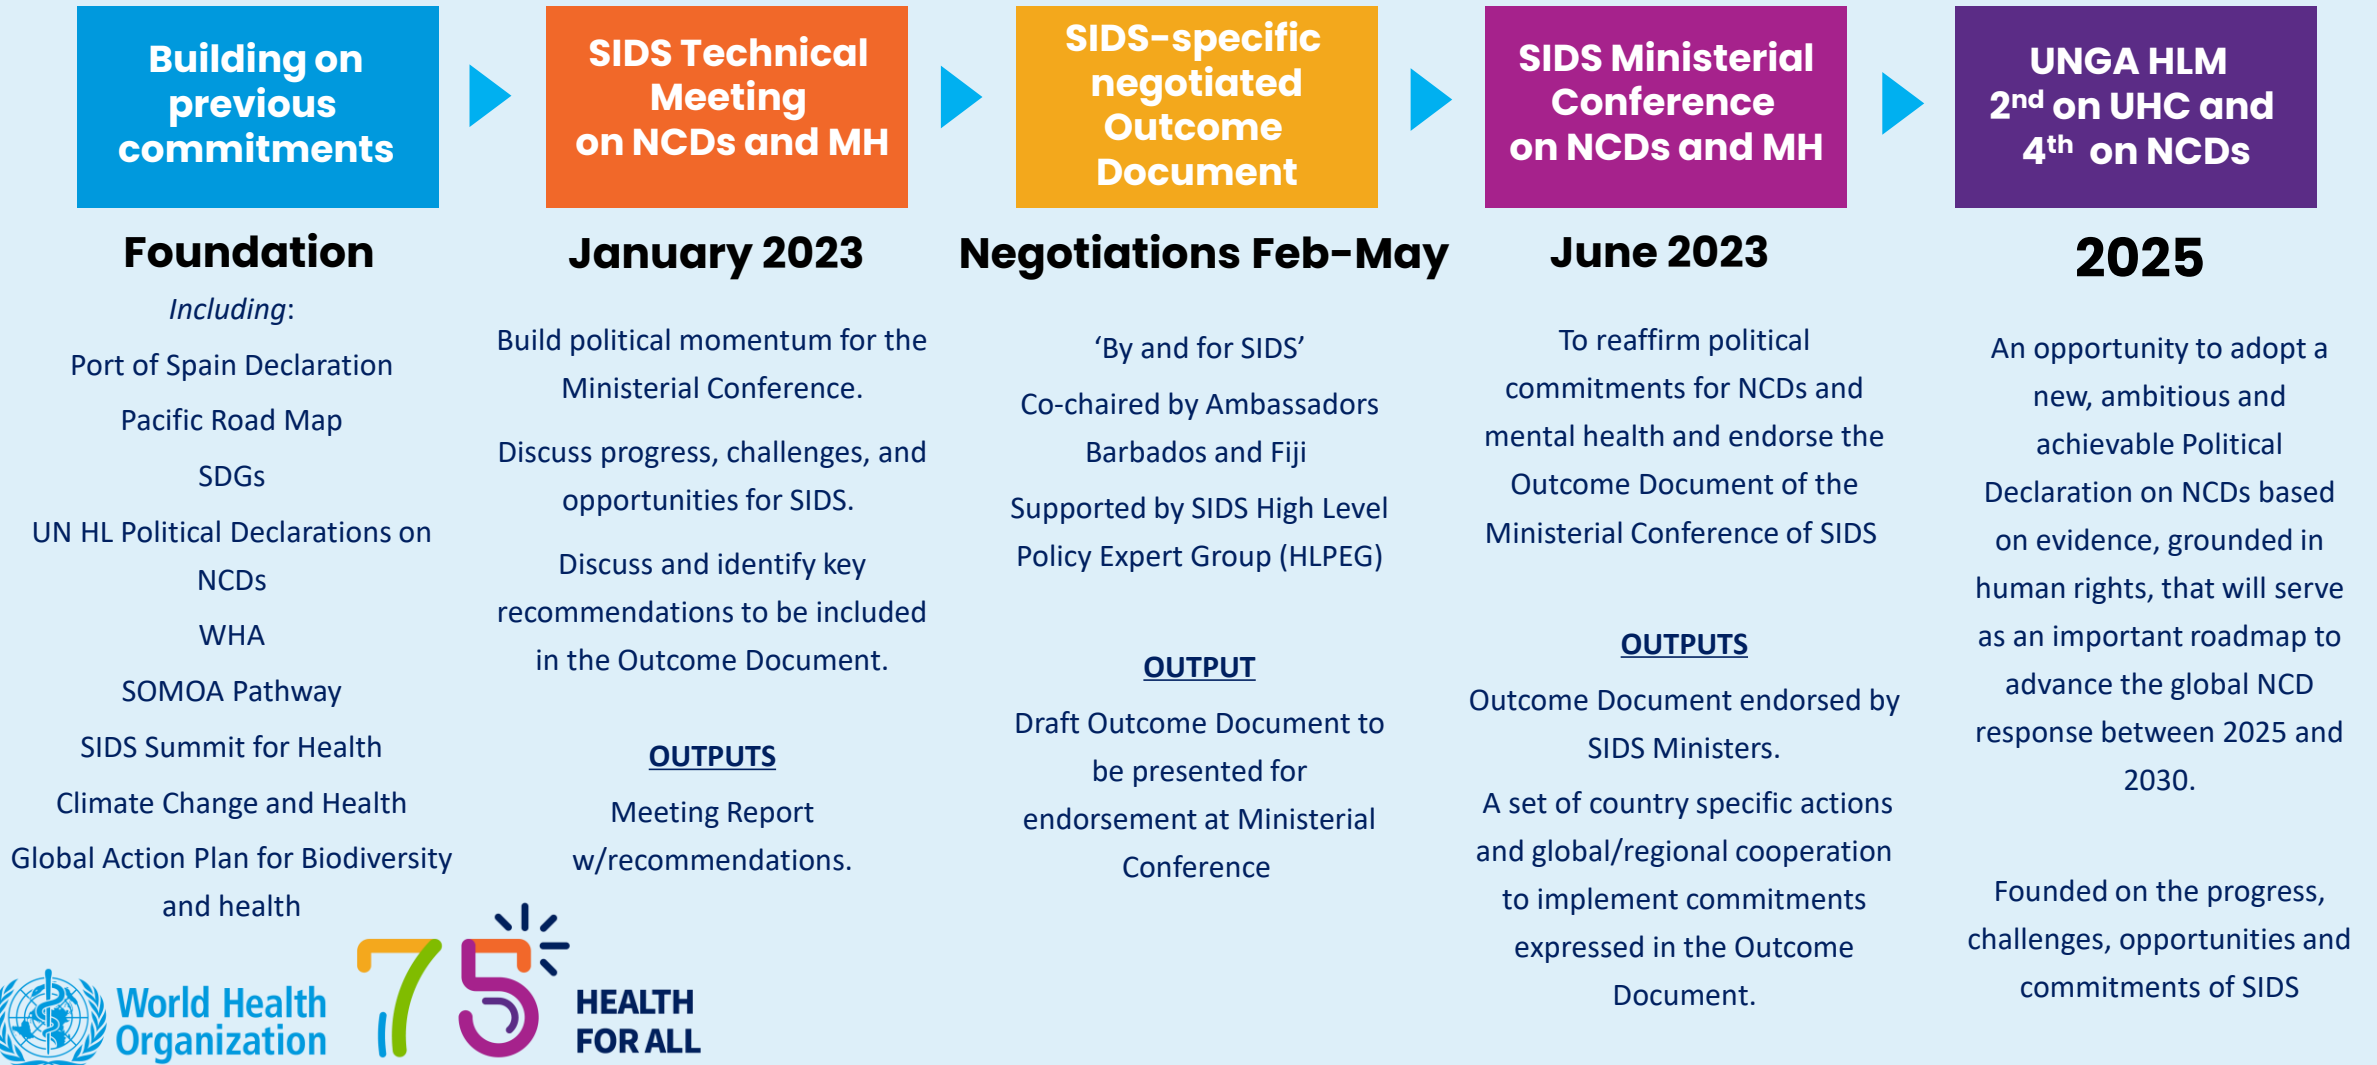 Building on
previous
commitments
Foundation
Including:
Port of Spain Declaration
Pacific Road Map
SDGs
UN HL Political Declarations on
NCDs
WHA
SOMOA Pathway
SIDS Summit for Health
Climate Change and Health
Global Action Plan for Biodiversity
and health
SIDS Technical
Meeting
on NCDs and MH
January 2023
Build political momentum for the
Ministerial Conference.
Discuss progress, challenges, and
opportunities for SIDS.
Discuss and identify key
recommendations to be included
in the Outcome Document.
OUTPUTS
Meeting Report
w/recommendations.
SIDS-specific
negotiated
Outcome
Document
Negotiations Feb-May
‘By and for SIDS’
Co-chaired by Ambassadors
Barbados and Fiji
Supported by SIDS High Level
Policy Expert Group (HLPEG)
OUTPUT
Draft Outcome Document to
be presented for
endorsement at Ministerial
Conference
SIDS Ministerial
Conference
on NCDs and MH
June 2023
To reaffirm political
commitments for NCDs and
mental health and endorse the
Outcome Document of the
Ministerial Conference of SIDS
OUTPUTS
Outcome Document endorsed by
SIDS Ministers.
A set of country specific actions
and global/regional cooperation
to implement commitments
expressed in the Outcome
Document.
UNGA HLM
2nd on UHC and
4th on NCDs
2025
An opportunity to adopt a
new, ambitious and
achievable Political
Declaration on NCDs based
on evidence, grounded in
human rights, that will serve
as an important roadmap to
advance the global NCD
response between 2025 and
2030.
Founded on the progress,
challenges, opportunities and
commitments of SIDS
World Health
Organization
75
HEALTH
FOR ALL